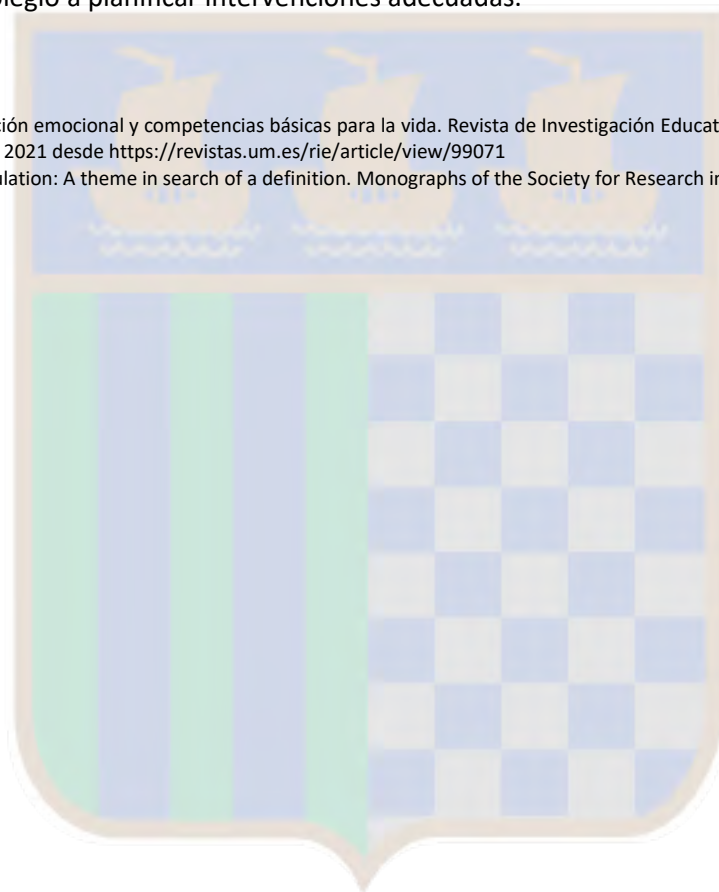 a planificar intervenciones adecuadas.
ción emocional y competencias básicas para la vida. Revista de Investigación Educat
2021 desde https://revistas.um.es/rie/article/view/99071
ulation: A theme in search of a definition. Monographs of the Society for Research in